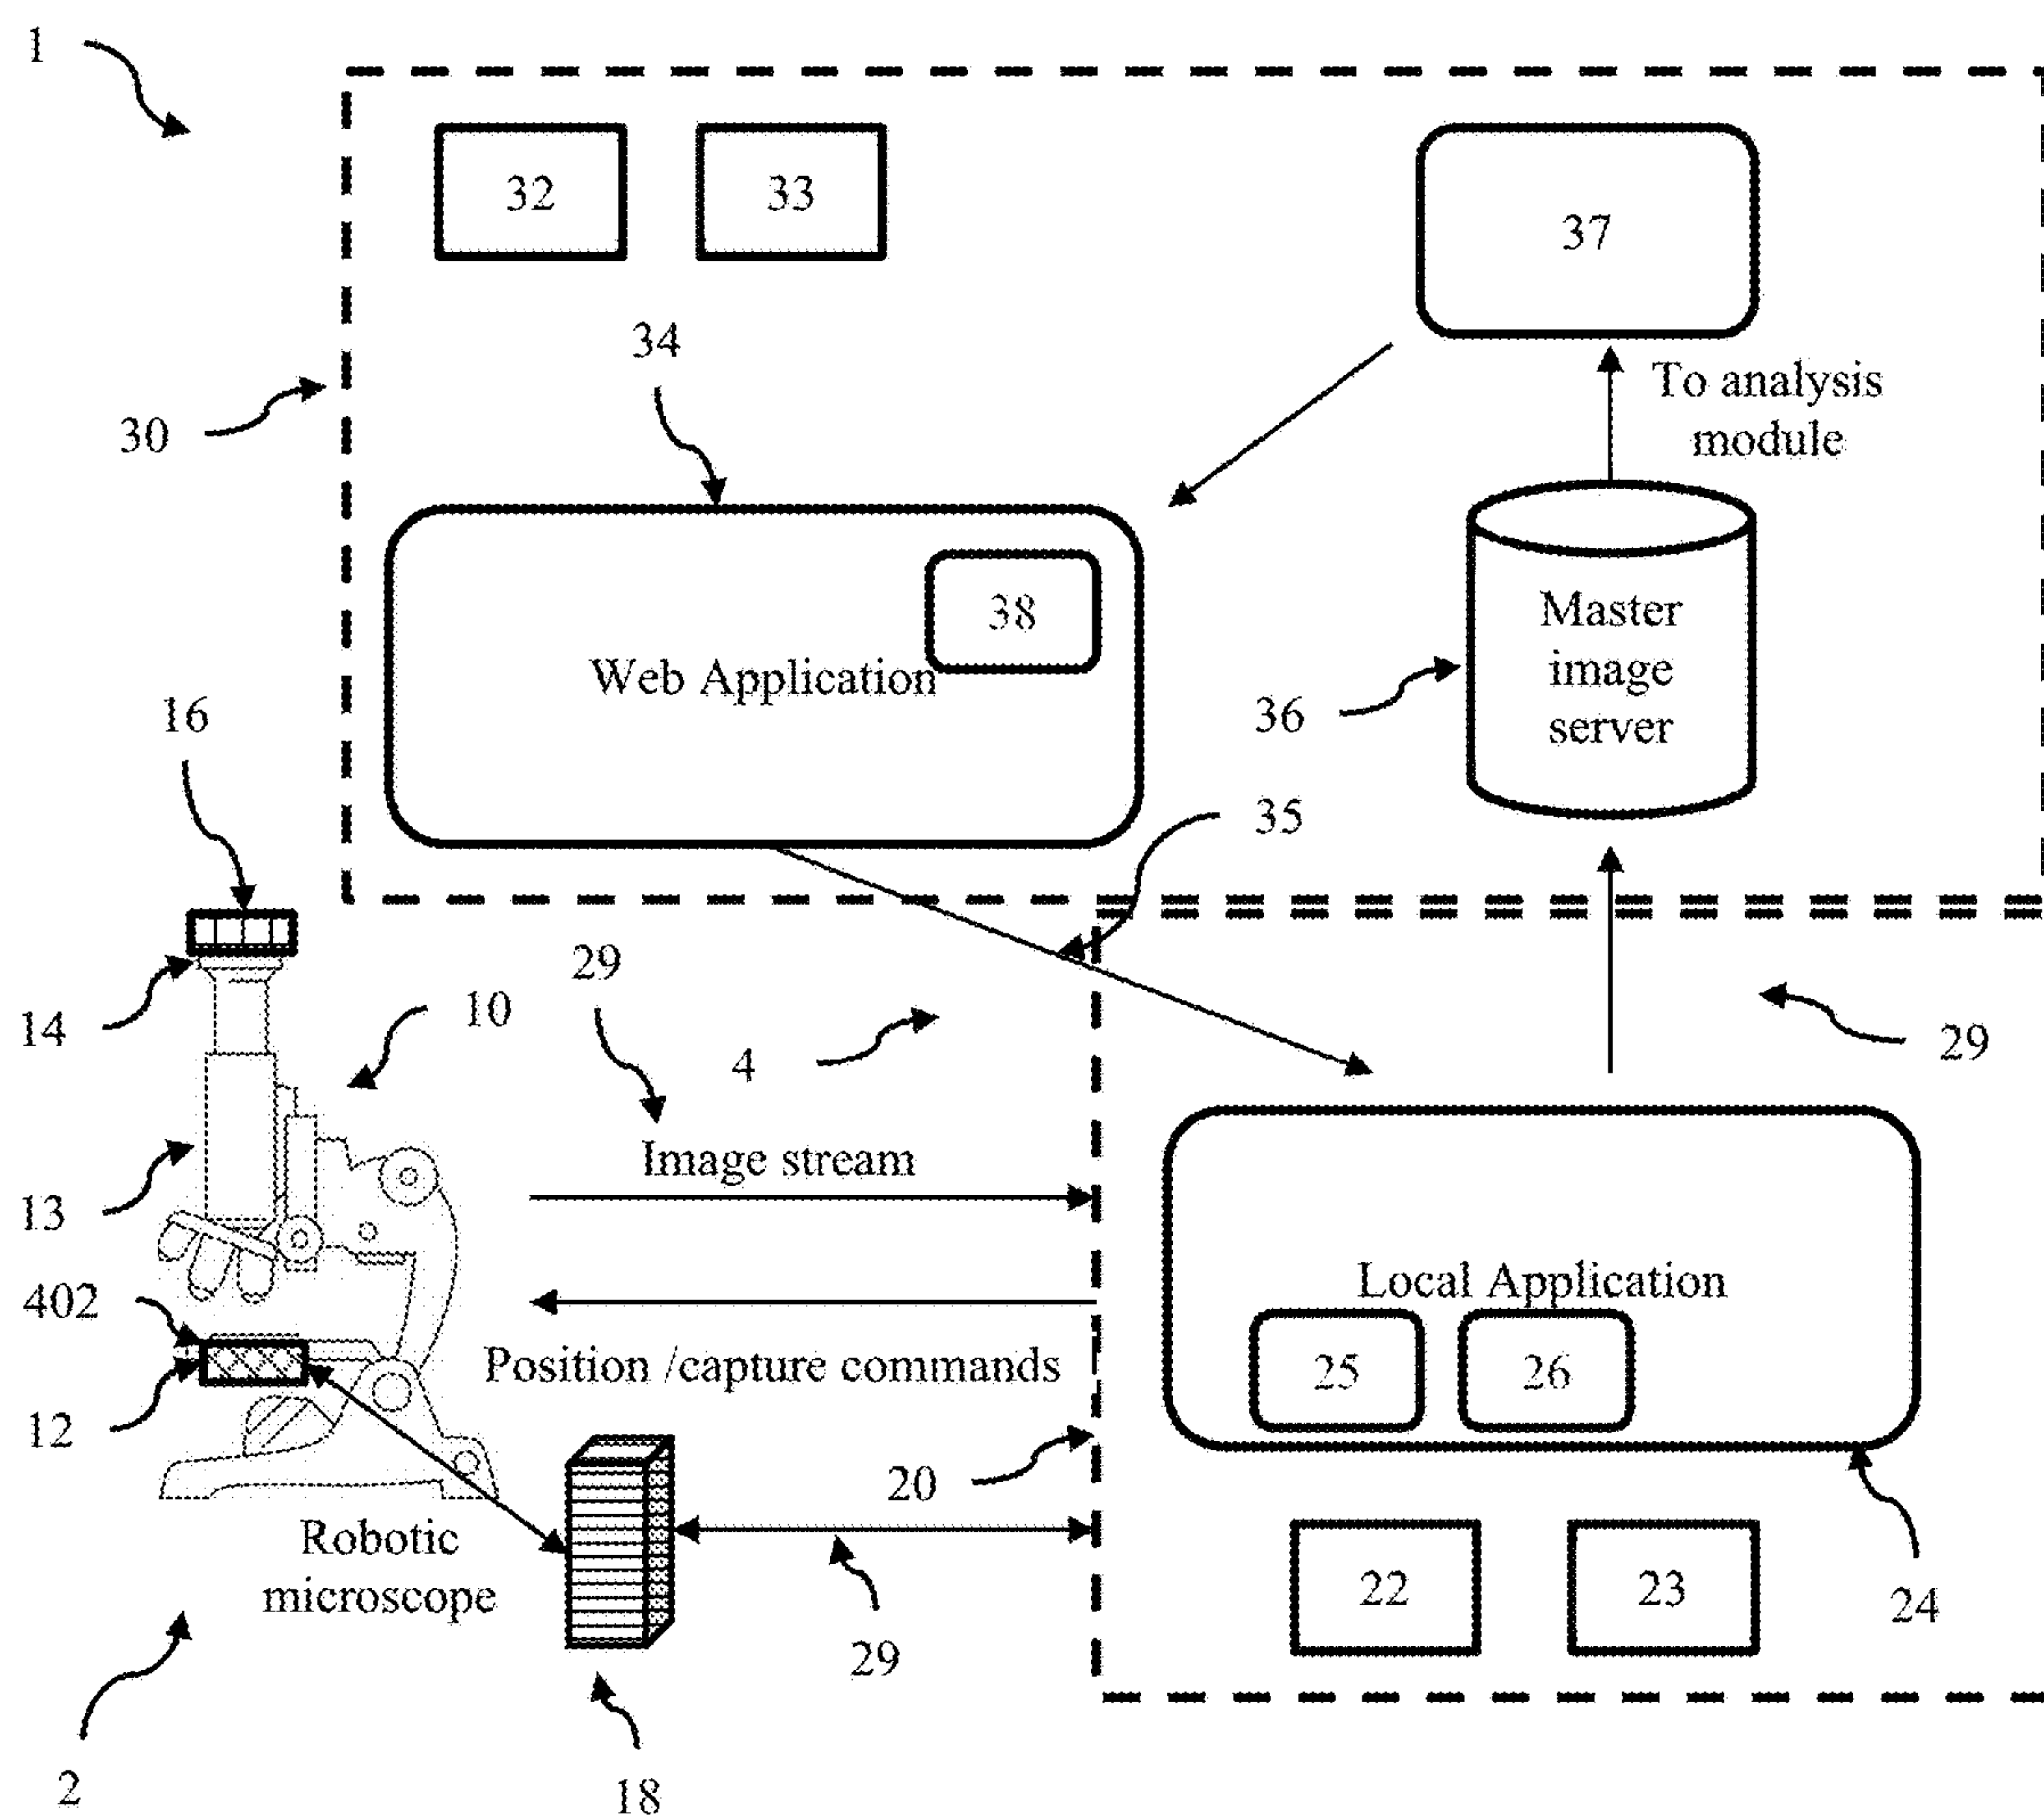 1
32
33
37
34
To analysis
module
30
38
Web Application
Master
image
server
36
16
35
29
14
10
4
29
13
Image stream
402
Local Application
Position /capture commands
25
26
12
20
Robotic
microscope
22
23
24
29
2
18